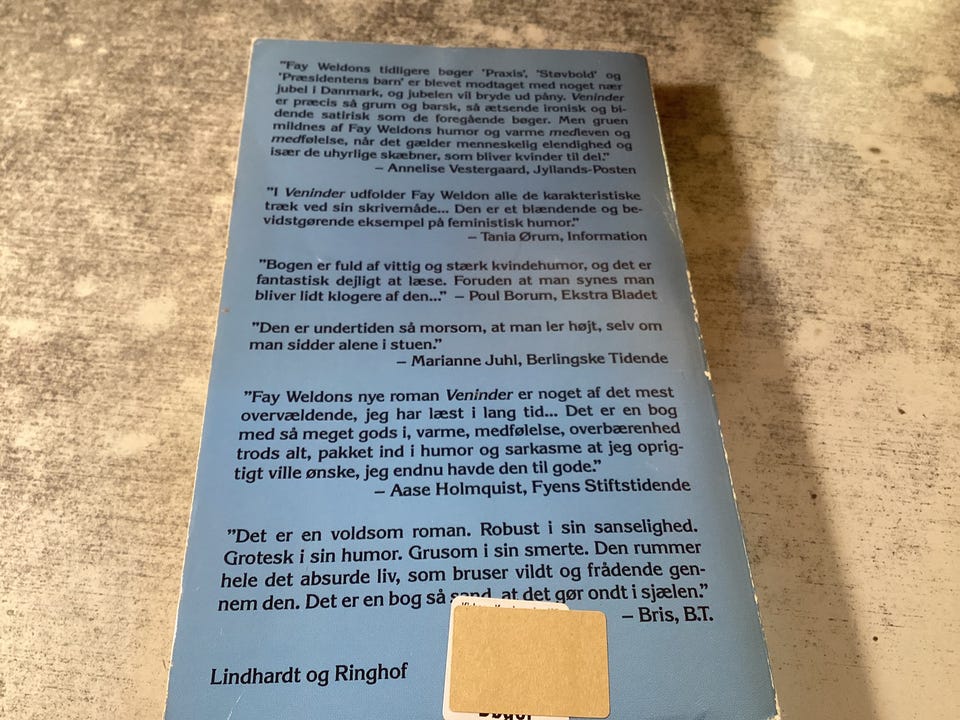 "Fay Weldons tidligere bøger 'Praxis', 'Støvbold' og
'Præsidentens barn' er blevet modtaget med noget nær
jubel i Danmark, og jubelen vil bryde ud påny. Veninder
er præcis så grum og barsk, så ætsende ironisk og bi-
dende satirisk som de foregående bøger. Men gruen
mildnes af Fay Weldons humor og varme medleven og
medfølelse, når det gælder menneskelig elendighed og
især de uhyrlige skæbner, som bliver kvinder til del."
– Annelise Vestergaard, Jyllands-Posten
"I Veninder udfolder Fay Weldon alle de karakteristiske
træk ved sin skrivemåde... Den er et blændende og be-
vidstgørende eksempel på feministisk humor."
– Tania Ørum, Information
"Bogen er fuld af vittig og stærk kvindehumor, og det er
fantastisk dejligt at læse. Foruden at man synes man
bliver lidt klogere af den..." – Poul Borum, Ekstra Bladet
"Den er undertiden så morsom, at man ler højt, selv om
man sidder alene i stuen."
– Marianne Juhl, Berlingske Tidende
"Fay Weldons nye roman Veninder er noget af det mest
overvældende, jeg har læst i lang tid... Det er en bog
med så meget gods i, varme, medfølelse, overbærenhed
trods alt, pakket ind i humor og sarkasme at jeg oprig-
tigt ville ønske, jeg endnu havde den til gode."
– Aase Holmquist, Fyens Stiftstidende
"Det er en voldsom roman. Robust i sin sanselighed.
Grotesk i sin humor. Grusom i sin smerte. Den rummer
hele det absurde liv, som bruser vildt og frådende gen-
nem den. Det er en bog så sand, at det gør ondt i sjælen."
– Bris, B.T.
Lindhardt og Ringhof